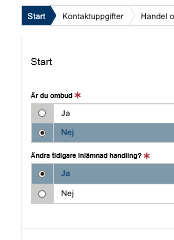 Start Kontaktuppgifter Handel o
Start
Är du ombud *
Ja
Nej
Ändra tidigare inlämnad handling? *
Ja
Nej